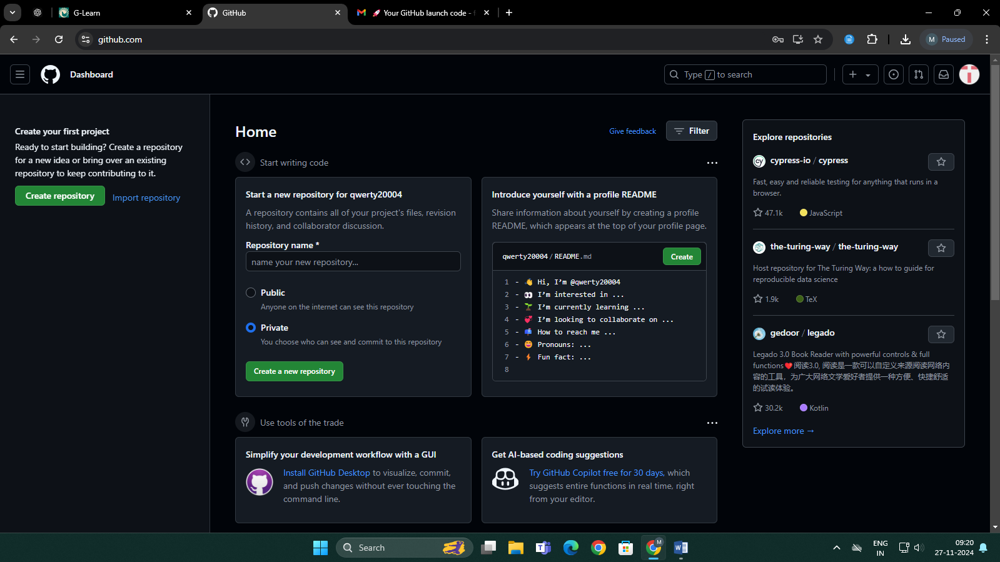 G-Learn
GitHub
🚀 Your GitHub launch code - f
github.com
M Paused
Dashboard
Type / to search
Create your first project
Ready to start building? Create a repository
for a new idea or bring over an existing
repository to keep contributing to it.
Create repository
Import repository
Home
Give feedback
Filter
Start writing code
Start a new repository for qwerty20004
A repository contains all of your project's files, revision
history, and collaborator discussion.
Repository name *
name your new repository...
Public
Anyone on the internet can see this repository
Private
You choose who can see and commit to this repository
Create a new repository
Introduce yourself with a profile README
Share information about yourself by creating a profile
README, which appears at the top of your profile page.
qwerty20004/README.md
Create
1 - 👋 Hi, I'm @qwerty20004
2 - 👀 I'm interested in ...
3 - 🌱 I'm currently learning ...
4 - 💞️ I'm looking to collaborate on ...
5 - 📫 How to reach me ...
6 - 😄 Pronouns: ...
7 - ⚡ Fun fact: ...
8
Use tools of the trade
Simplify your development workflow with a GUI
Install GitHub Desktop to visualize, commit,
and push changes without ever touching the
command line.
Get AI-based coding suggestions
Try GitHub Copilot free for 30 days, which
suggests entire functions in real time, right
from your editor.
Explore repositories
cy
cypress-io / cypress
Fast, easy and reliable testing for anything that runs in a
browser.
47.1k
JavaScript
the-turing-way / the-turing-way
Host repository for The Turing Way: a how to guide for
reproducible data science
1.9k
TeX
gedoor / legado
Legado 3.0 Book Reader with powerful controls & full
functions❤️阅读3.0, 阅读是一款可以自定义来源阅读网络内
容的工具，为广大网络文学爱好者提供一种方便、快捷舒适
的试读体验。
30.2k
Kotlin
Explore more →
Search
M
ENG
IN
09:20
27-11-2024